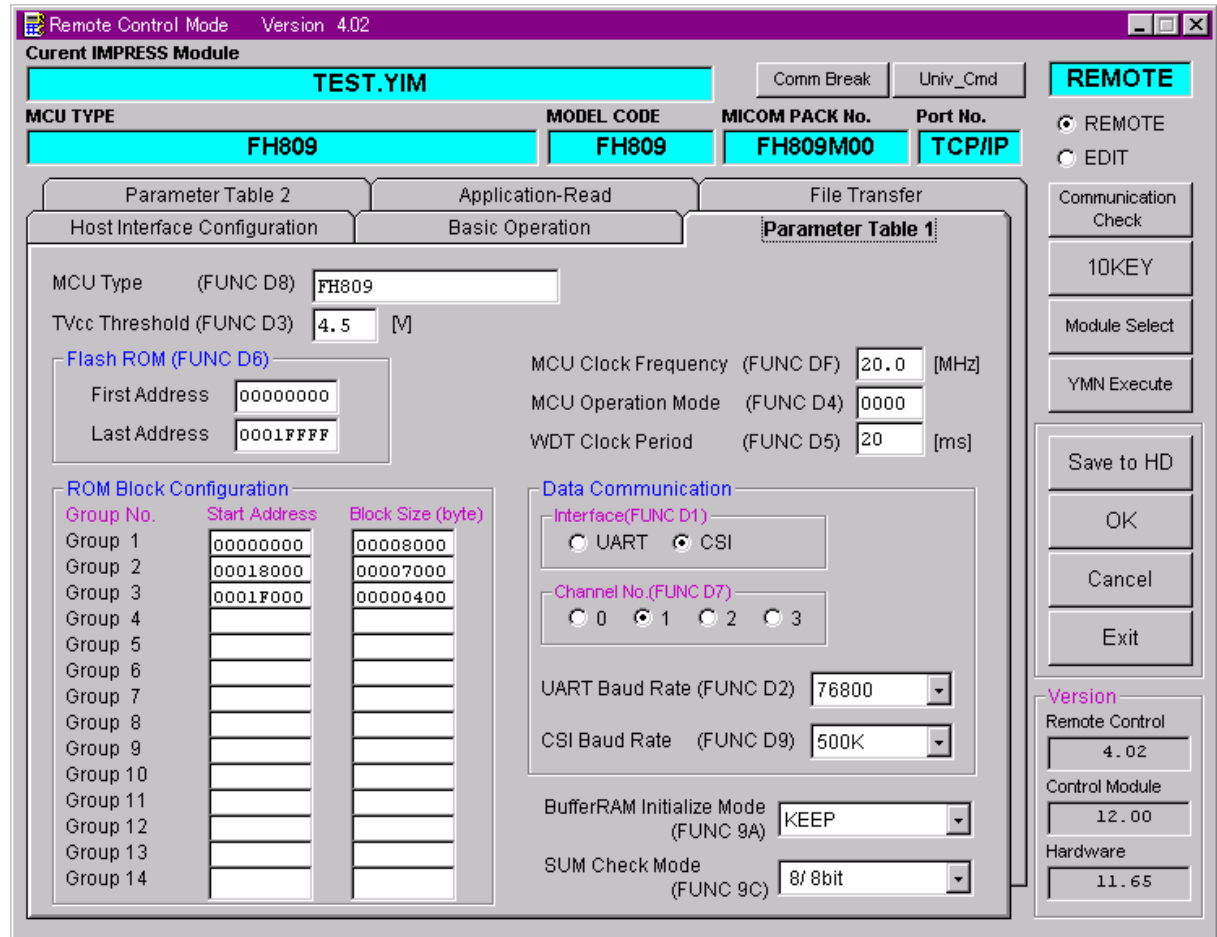 Remote Control Mode Version 4.02
Curent IMPRESS Module
TEST.YIM
Comm Break
Univ_Cmd
REMOTE
MCU TYPE
MODEL CODE
MICOM PACK No.
Port No.
FH809
FH809
FH809M00
TCP/IP
REMOTE
EDIT
Parameter Table 2
Application-Read
File Transfer
Host Interface Configuration
Basic Operation
Parameter Table 1
MCU Type (FUNC D8) FH809
TVcc Threshold (FUNC D3) 4.5 [V]
Flash ROM (FUNC D6)
First Address 00000000
Last Address 0001FFFF
MCU Clock Frequency (FUNC DF) 20.0 [MHz]
MCU Operation Mode (FUNC D4) 0000
WDT Clock Period (FUNC D5) 20 [ms]
ROM Block Configuration
Group No. Start Address Block Size (byte)
Group 1 00000000 00008000
Group 2 00018000 00007000
Group 3 0001F000 00000400
Group 4
Group 5
Group 6
Group 7
Group 8
Group 9
Group 10
Group 11
Group 12
Group 13
Group 14
Data Communication
Interface(FUNC D1)
UART CSI
Channel No.(FUNC D7)
0 1 2 3
UART Baud Rate (FUNC D2) 76800
CSI Baud Rate (FUNC D9) 500K
BufferRAM Initialize Mode
(FUNC 9A) KEEP
SUM Check Mode
(FUNC 9C) 8/ 8bit
Communication
Check
10KEY
Module Select
YMN Execute
Save to HD
OK
Cancel
Exit
Version
Remote Control
4.02
Control Module
12.00
Hardware
11.65